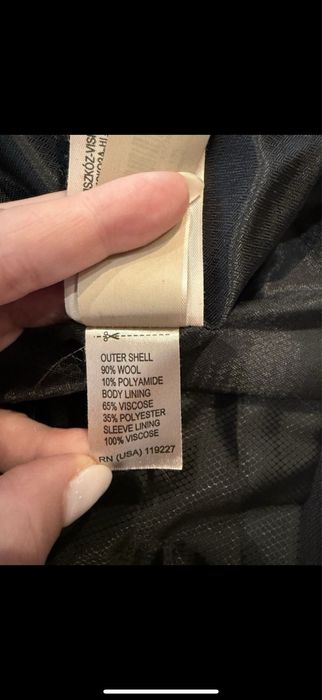 OUTER SHELL
90% WOOL
10% POLYAMIDE
BODY LINING
65% VISCOSE
35% POLYESTER
SLEEVE LINING
100% VISCOSE
RN (USA) 119227